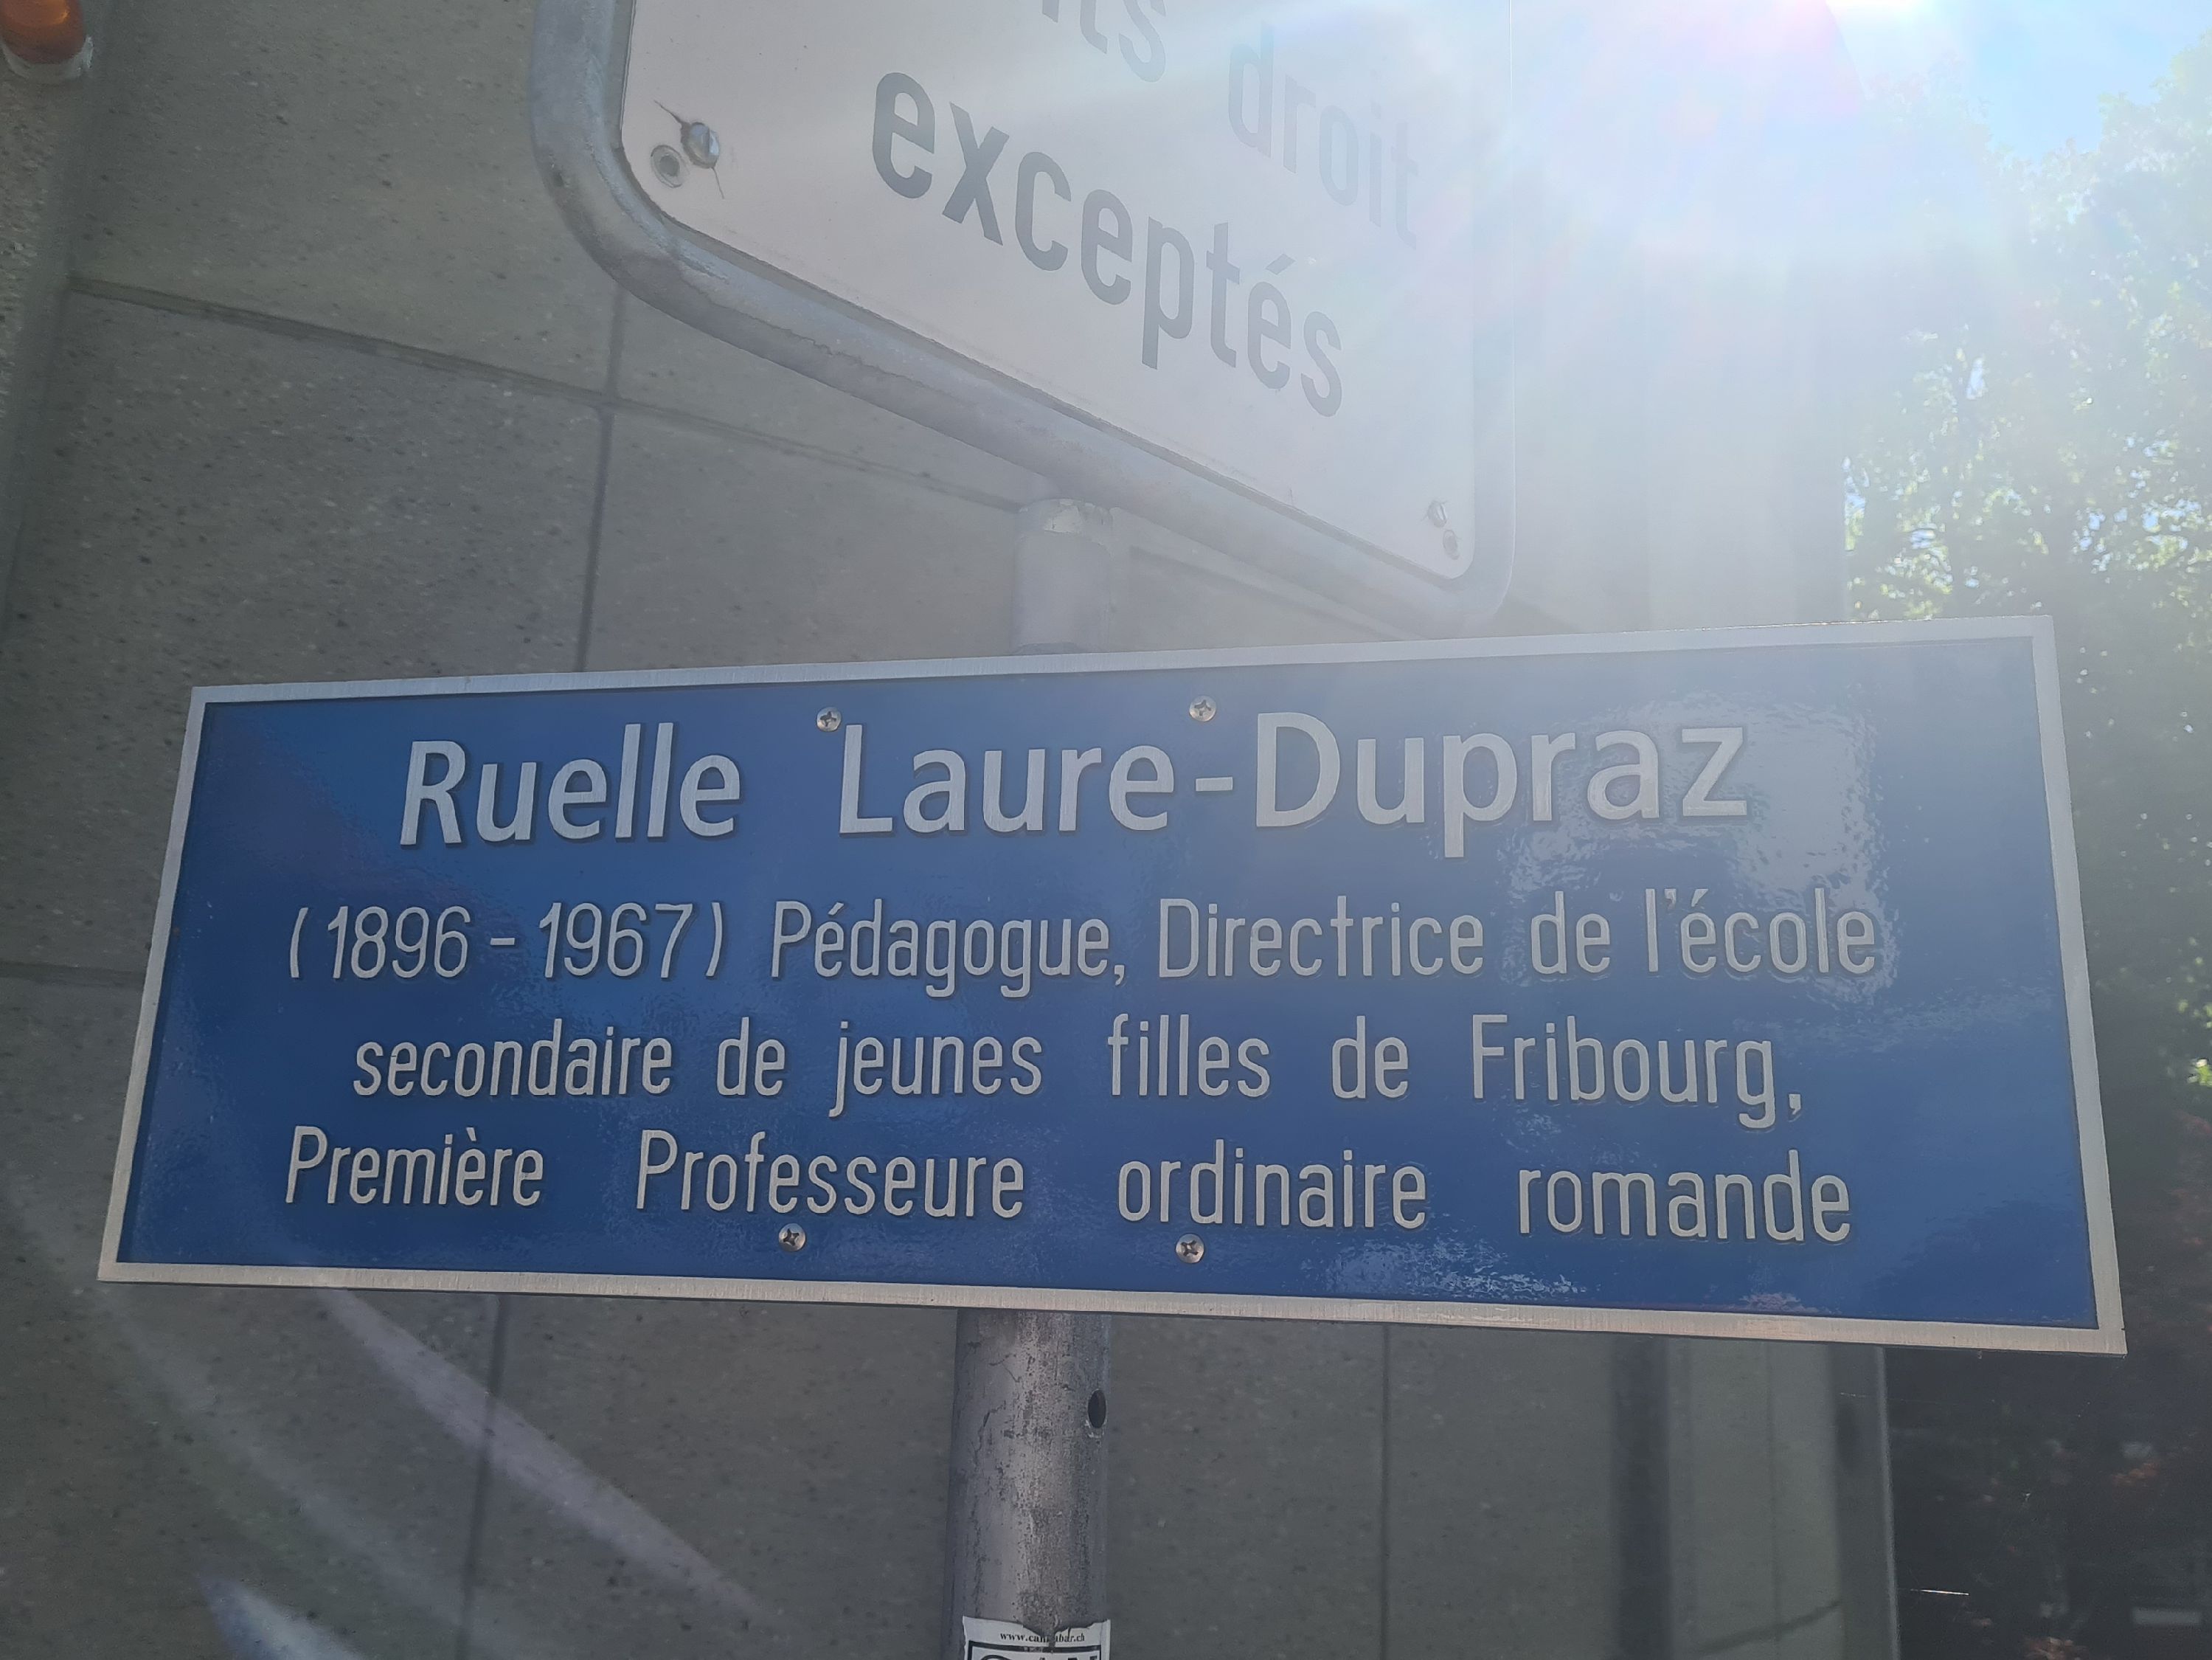 droit
exceptés
Ruelle Laure-Dupraz
(1896-1967) Pédagogue, Directrice de l'école
secondaire de jeunes filles de Fribourg,
Première Professeure ordinaire romande